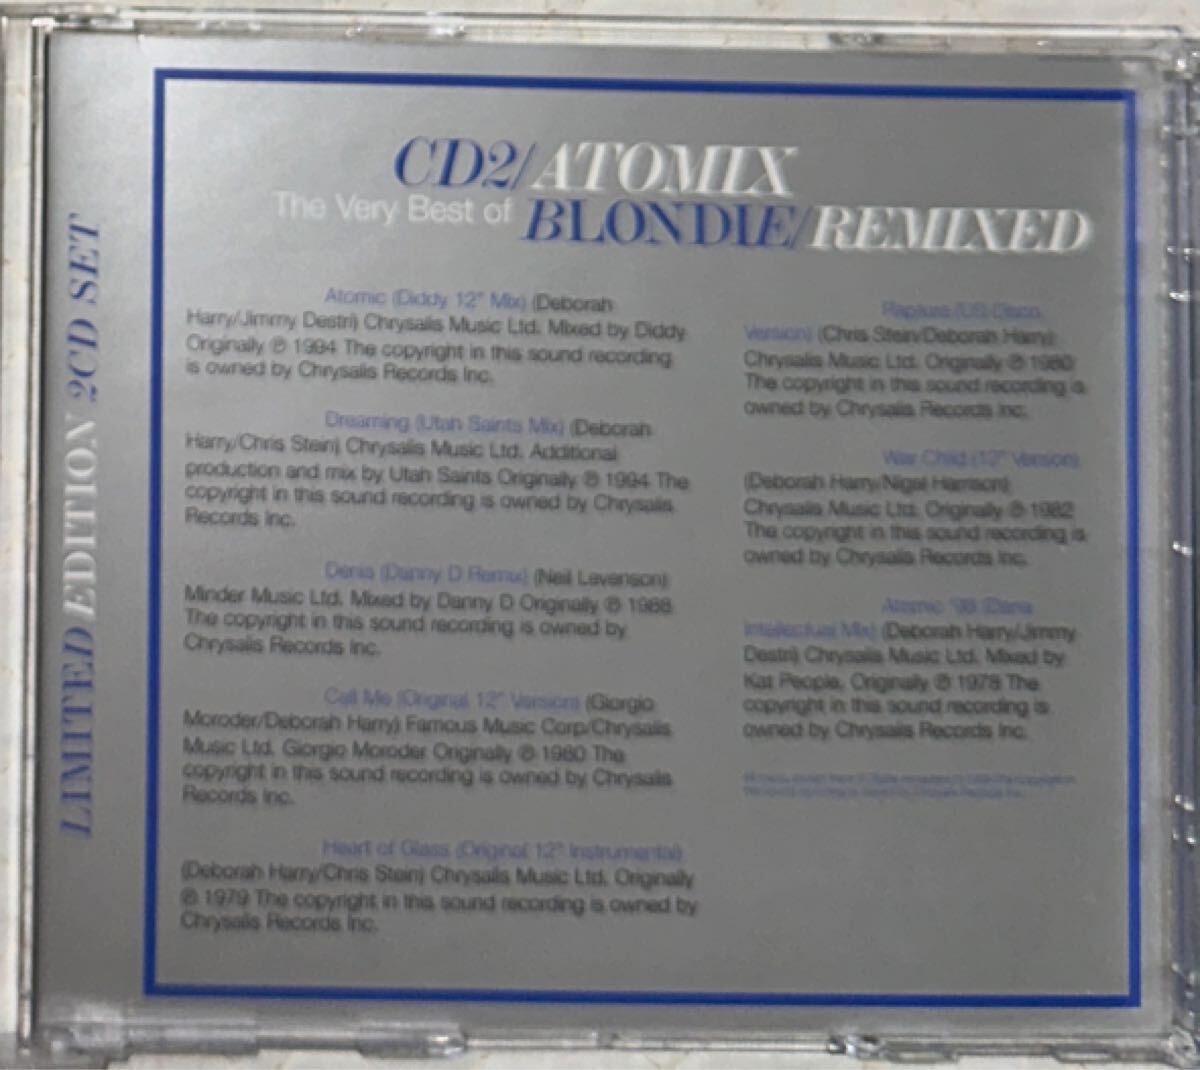 LIMITED EDITION 2CD SET
CD2/ATOMIX
The Very Best of BLONDIE/REMIXED
Atomic (Diddy 12" Mix) (Deborah
Harry/Jimmy Destri) Chrysalis Music Ltd. Mixed by Diddy
Originally ℗ 1994 The copyright in this sound recording
is owned by Chrysalis Records Inc.
Dreaming (Utah Saints Mix) (Deborah
Harry/Chris Stein) Chrysalis Music Ltd. Additional
production and mix by Utah Saints Originally ℗ 1994 The
copyright in this sound recording is owned by Chrysalis
Records Inc.
Denis (Danny D Remix) (Neil Levenson)
Minder Music Ltd. Mixed by Danny D Originally ℗ 1988
The copyright in this sound recording is owned by
Chrysalis Records Inc.
Call Me (Original 12" Version) (Giorgio
Moroder/Deborah Harry) Famous Music Corp/Chrysalis
Music Ltd. Giorgio Moroder Originally ℗ 1980 The
copyright in this sound recording is owned by Chrysalis
Records Inc.
Heart of Glass (Original 12" Instrumental)
(Deborah Harry/Chris Stein) Chrysalis Music Ltd. Originally
℗ 1979 The copyright in this sound recording is owned by
Chrysalis Records Inc.
Rapture (US Disco
Version) (Chris Stein/Deborah Harry)
Chrysalis Music Ltd. Originally ℗ 1980
The copyright in this sound recording is
owned by Chrysalis Records Inc.
War Child (12" Version)
(Deborah Harry/Nigel Harrison)
Chrysalis Music Ltd. Originally ℗ 1982
The copyright in this sound recording is
owned by Chrysalis Records Inc.
Atomic '98 (Dana
Intellectual Mix) (Deborah Harry/Jimmy
Destri) Chrysalis Music Ltd. Mixed by
Kat People. Originally ℗ 1978 The
copyright in this sound recording is
owned by Chrysalis Records Inc.